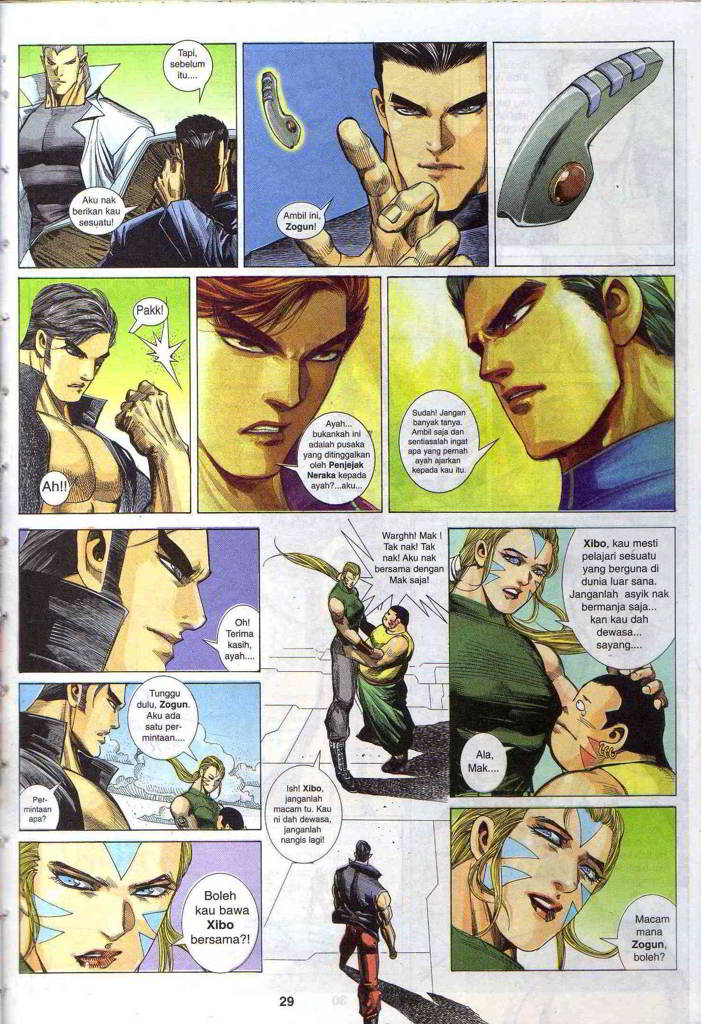 Tapi,
sebelum
itu....
Aku nak
berikan kau
sesuatu!
Ambil ini,
Zogun!
Pakk!
Ah!!
Ayah...
bukankah ini
adalah pusaka
yang ditinggalkan
oleh Penjejak
Neraka kepada
ayah?...aku...
Sudah! Jangan
banyak tanya.
Ambil saja dan
sentiasalah ingat
apa yang pernah
ayah ajarkan
kepada kau itu.
Oh!
Terima
kasih,
ayah....
Tunggu
dulu, Zogun.
Aku ada
satu per-
mintaan....
Per-
mintaan
apa?
Boleh
kau bawa
Xibo
bersama?!
Warghh! Mak !
Tak nak! Tak
nak! Aku nak
bersama dengan
Mak saja!
Ish! Xibo,
janganlah
macam tu. Kau
ni dah dewasa,
janganlah
nangis lagi!
Xibo, kau mesti
pelajari sesuatu
yang berguna di
dunia luar sana.
Janganlah asyik nak
bermanja saja...
kan kau dah
dewasa...
sayang....
Ala,
Mak....
Macam
mana
Zogun,
boleh?
29